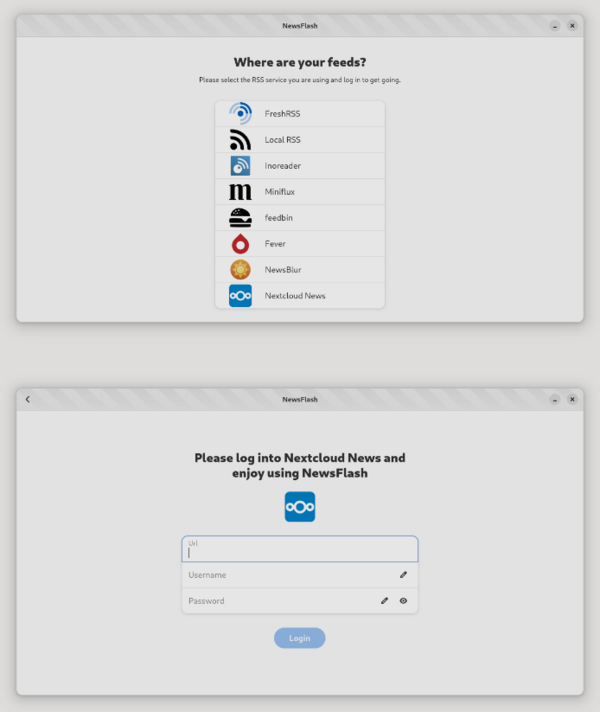 NewsFlash
Where are your feeds?
Please select the RSS service you are using and log in to get going.
FreshRSS
Local RSS
Inoreader
m Miniflux
feedbin
Fever
NewsBlur
Nextcloud News
NewsFlash
Please log into Nextcloud News and
enjoy using NewsFlash
Url
Username
Password
Login